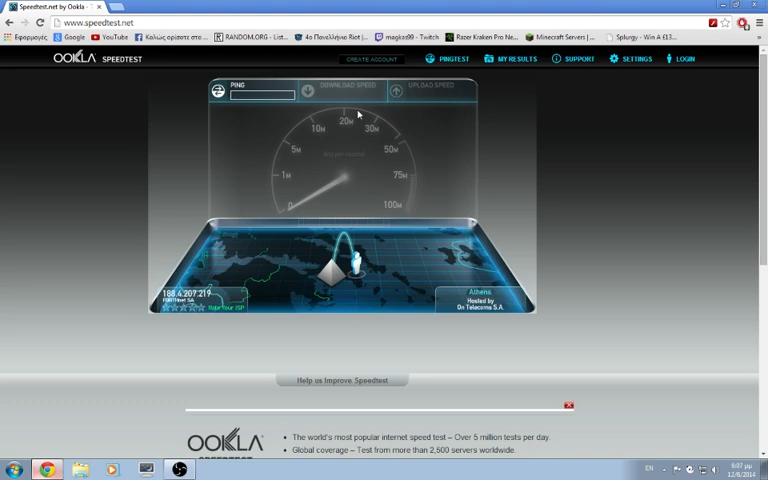 Speedtest.net by Ookla - T
www.speedtest.net
Εφαρμογές Google YouTube Καλώς ορίσατε στο... RANDOM.ORG - List... 4ο Πανελλήνιο Riot |... magkas99 - Twitch Razer Kraken Pro Ne... Minecraft Servers |... Splurgy - Win A £13...
OOKLA SPEEDTEST CREATE ACCOUNT PINGTEST MY RESULTS SUPPORT SETTINGS LOGIN
PING DOWNLOAD SPEED UPLOAD SPEED
0
1M
5M
10M
20M
30M
50M
75M
100M
188.4.207.219
FORTHnet SA
Rate Your ISP
Athens
Hosted by
On Telecoms S.A.
Help us Improve Speedtest
OOKLA
SPEEDTEST
The world's most popular internet speed test – Over 5 million tests per day.
Global coverage – Test from more than 2,500 servers worldwide.
EN
6:07 μμ
12/6/2014